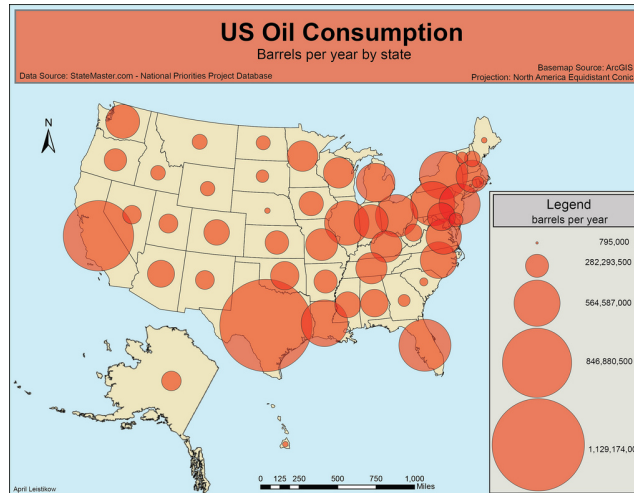 US Oil Consumption
Barrels per year by state
Data Source: StateMaster.com - National Priorities Project Database
Basemap Source: ArcGIS
Projection: North America Equidistant Conic
N
Legend
barrels per year
795,000
282,293,500
564,587,000
846,880,500
1,129,174,00
April Leistikow
0 125 250 500 750 1,000
Miles